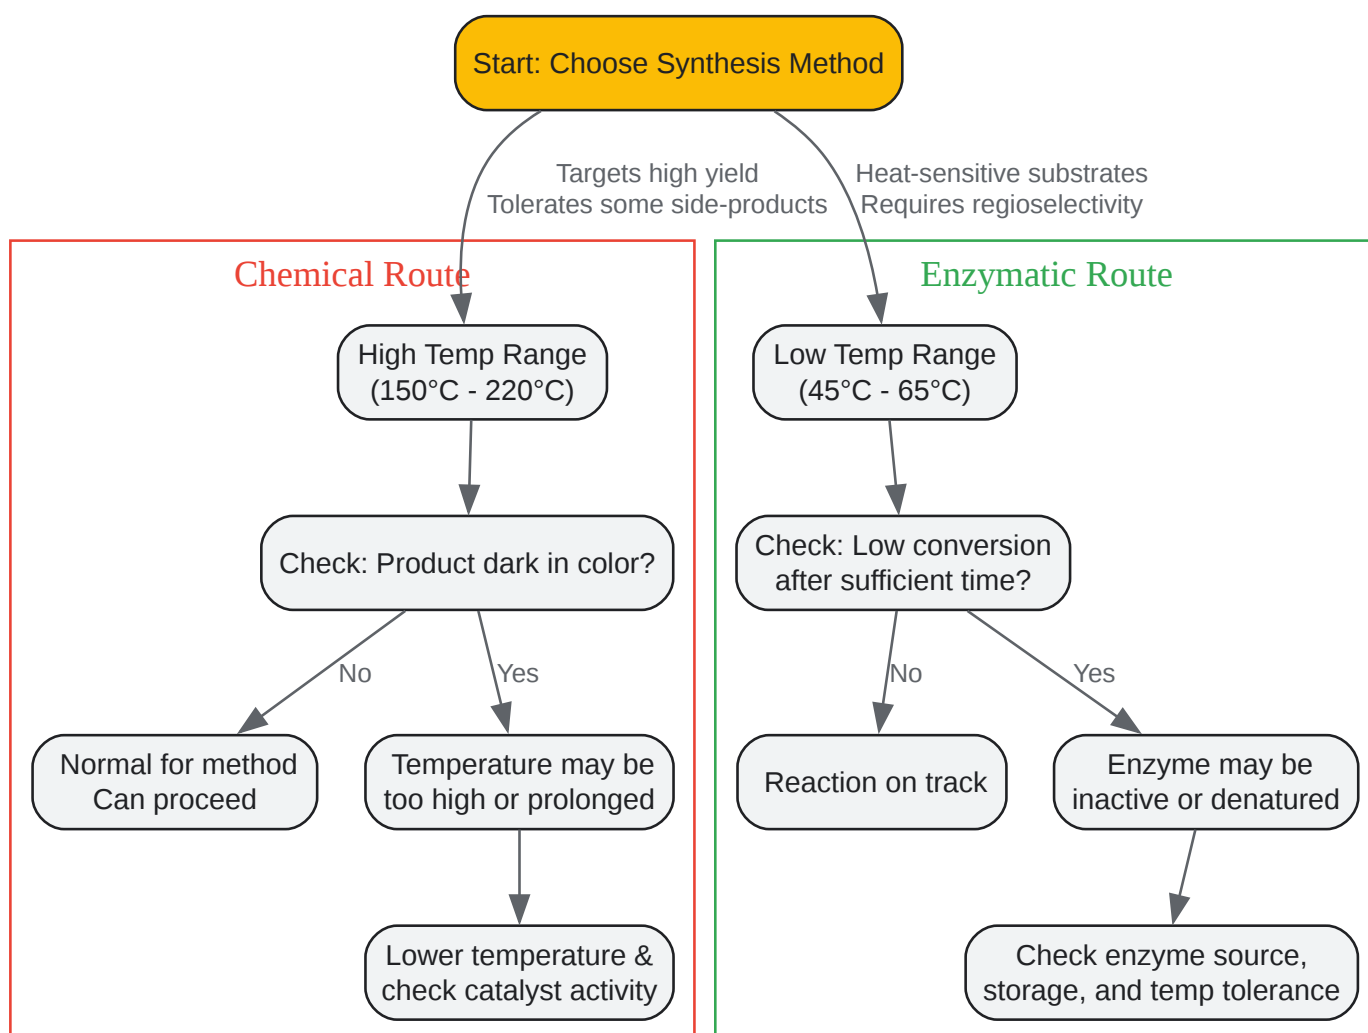 Start: Choose Synthesis Method
Targets high yield
Tolerates some side-products
Heat-sensitive substrates
Requires regioselectivity
Chemical Route
High Temp Range
(150°C - 220°C)
Check: Product dark in color?
No
Yes
Normal for method
Can proceed
Temperature may be
too high or prolonged
Lower temperature &
check catalyst activity
Enzymatic Route
Low Temp Range
(45°C - 65°C)
Check: Low conversion
after sufficient time?
No
Yes
Reaction on track
Enzyme may be
inactive or denatured
Check enzyme source,
storage, and temp tolerance